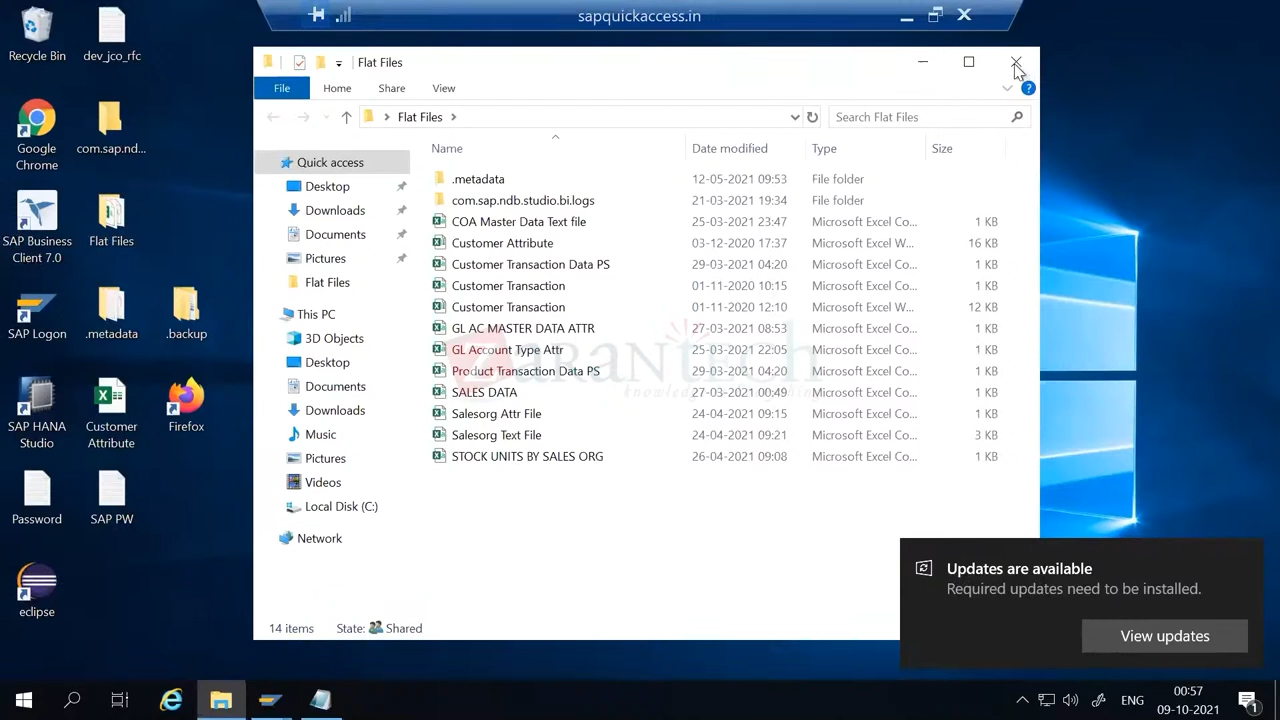 sapquickaccess.in
Recycle Bin
dev_jco_rfc
Google
Chrome
com.sap.nd...
SAP Business
Client 7.0
Flat Files
SAP Logon
.metadata
.backup
SAP HANA
Studio
Customer
Attribute
Firefox
Password
SAP PW
eclipse
Flat Files
File
Home
Share
View
Flat Files
Search Flat Files
Quick access
Desktop
Downloads
Documents
Pictures
Flat Files
This PC
3D Objects
Desktop
Documents
Downloads
Music
Pictures
Videos
Local Disk (C:)
Network
Name Date modified Type Size
.metadata 12-05-2021 09:53 File folder
com.sap.ndb.studio.bi.logs 21-03-2021 19:34 File folder
COA Master Data Text file 25-03-2021 23:47 Microsoft Excel Co... 1 KB
Customer Attribute 03-12-2020 17:37 Microsoft Excel W... 16 KB
Customer Transaction Data PS 29-03-2021 04:20 Microsoft Excel Co... 1 KB
Customer Transaction 01-11-2020 10:15 Microsoft Excel Co... 1 KB
Customer Transaction 01-11-2020 12:10 Microsoft Excel W... 12 KB
GL AC MASTER DATA ATTR 27-03-2021 08:53 Microsoft Excel Co... 1 KB
GL Account Type Attr 25-03-2021 22:05 Microsoft Excel Co... 1 KB
Product Transaction Data PS 29-03-2021 04:20 Microsoft Excel Co... 1 KB
SALES DATA 27-03-2021 00:49 Microsoft Excel Co... 1 KB
Salesorg Attr File 24-04-2021 09:15 Microsoft Excel Co... 1 KB
Salesorg Text File 24-04-2021 09:21 Microsoft Excel Co... 3 KB
STOCK UNITS BY SALES ORG 26-04-2021 09:08 Microsoft Excel Co... 1 KB
ZARANTech
14 items State: Shared
Updates are available
Required updates need to be installed.
View updates
ENG
00:57
09-10-2021
1